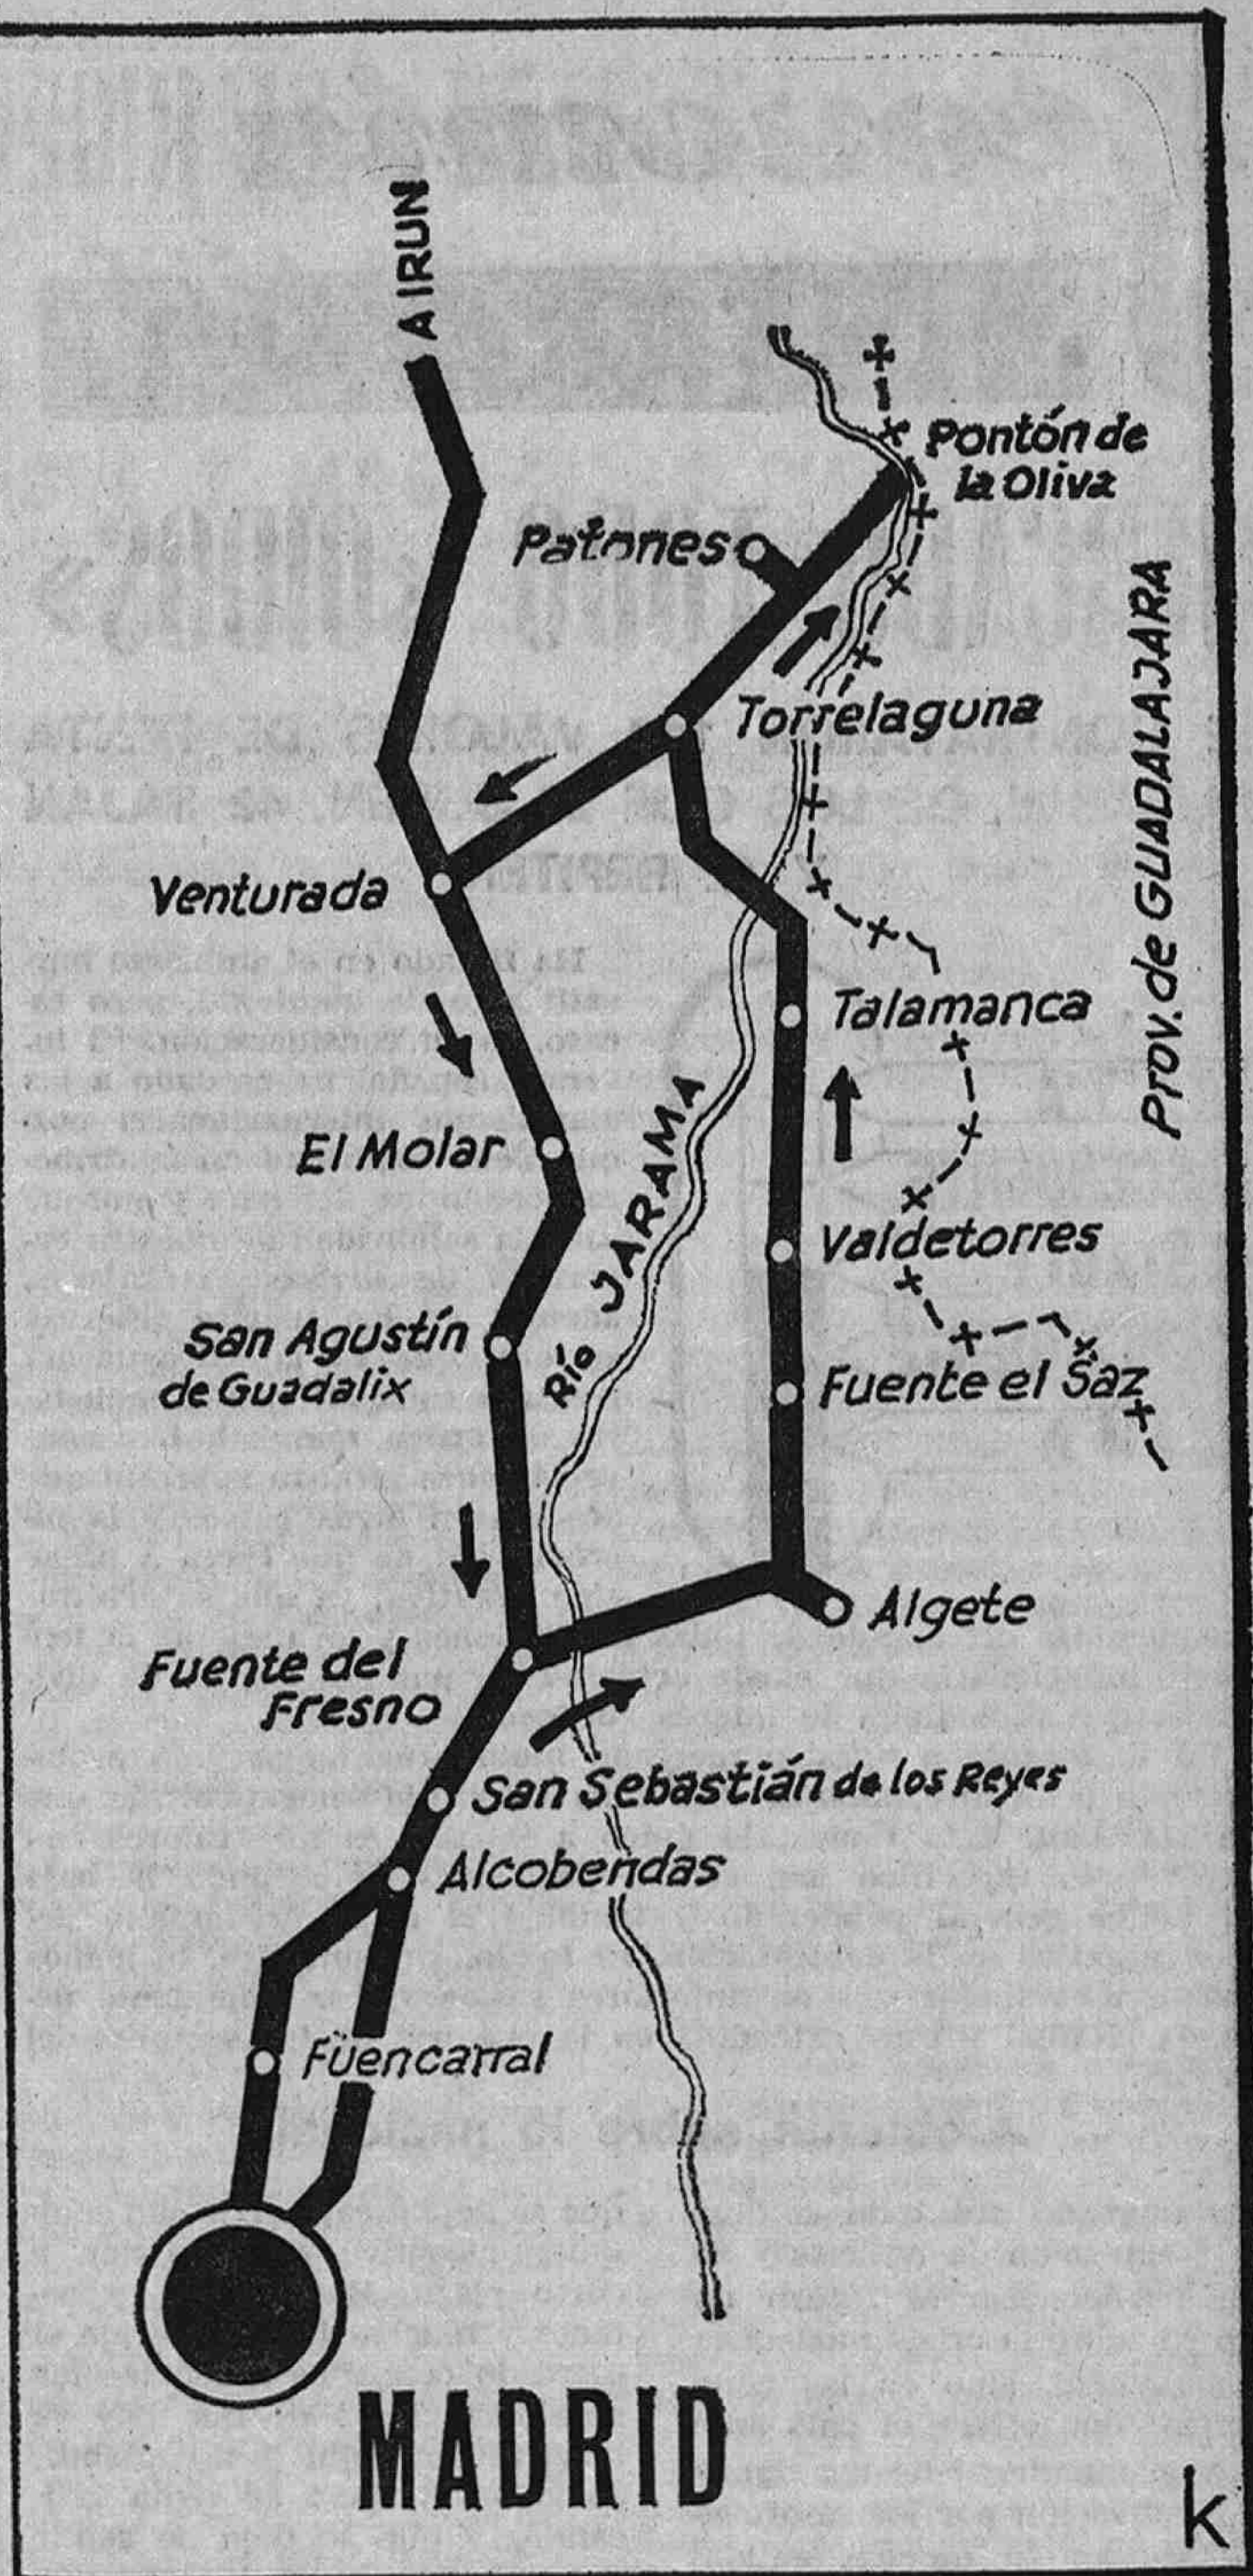 A IRUN
Pontón de
la Oliva
Patones
Prov. de GUADALAJARA
Torrelaguna
Venturada
Talamanca
El Molar
Río JARAMA
Valdetorres
San Agustín
de Guadalix
Fuente el Saz
Algete
Fuente del
Fresno
San Sebastián de los Reyes
Alcobendas
Fuencarral
MADRID
k